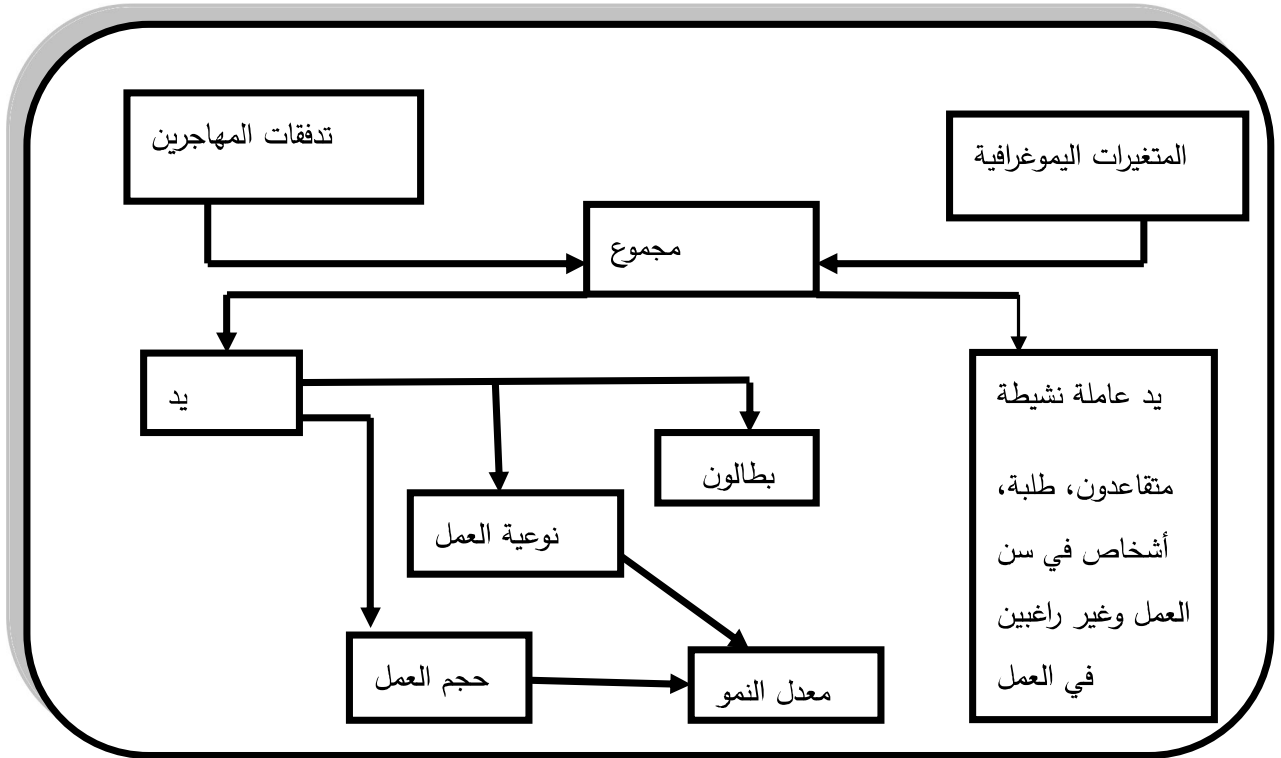 تدفقات المهاجرين
المتغيرات اليموغرافية
مجموع
يد
يد عاملة نشيطة
متقاعدون، طلبة،
أشخاص في سن
العمل وغير راغبين
في العمل
بطالون
نوعية العمل
حجم العمل
معدل النمو